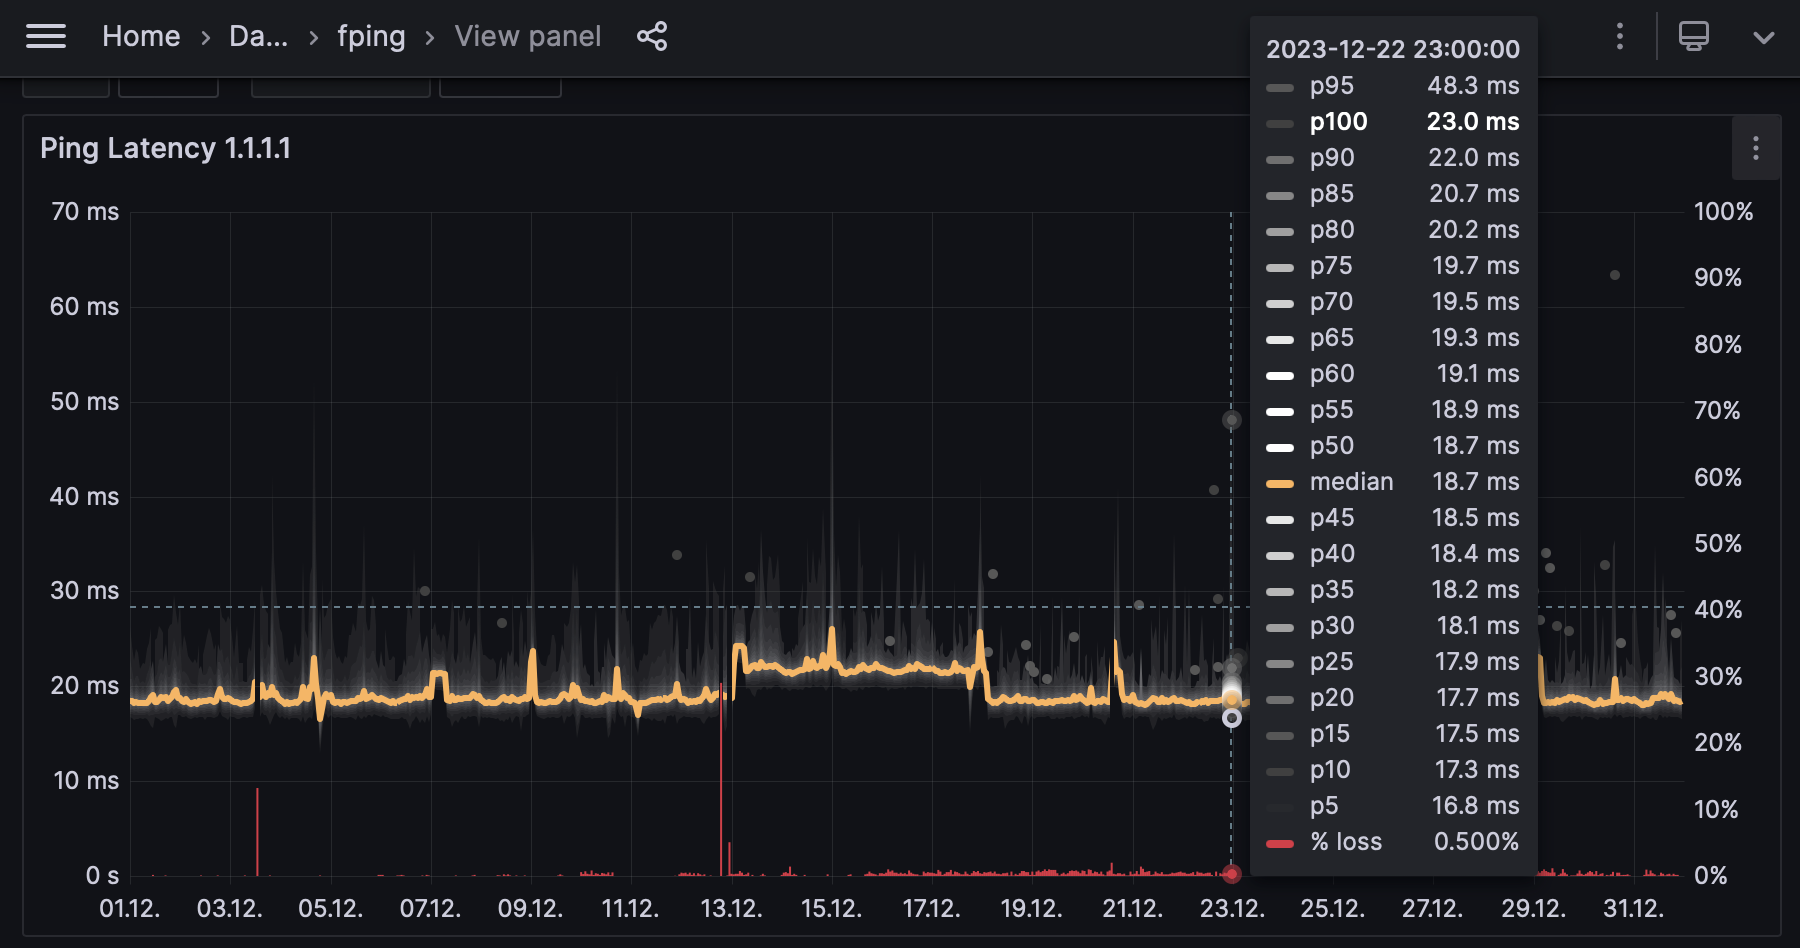 Home › Da... › fping › View panel
Ping Latency 1.1.1.1
2023-12-22 23:00:00
p95 48.3 ms
p100 23.0 ms
p90 22.0 ms
p85 20.7 ms
p80 20.2 ms
p75 19.7 ms
p70 19.5 ms
p65 19.3 ms
p60 19.1 ms
p55 18.9 ms
p50 18.7 ms
median 18.7 ms
p45 18.5 ms
p40 18.4 ms
p35 18.2 ms
p30 18.1 ms
p25 17.9 ms
p20 17.7 ms
p15 17.5 ms
p10 17.3 ms
p5 16.8 ms
% loss 0.500%
70 ms
60 ms
50 ms
40 ms
30 ms
20 ms
10 ms
0 s
100%
90%
80%
70%
60%
50%
40%
30%
20%
10%
0%
01.12. 03.12. 05.12. 07.12. 09.12. 11.12. 13.12. 15.12. 17.12. 19.12. 21.12. 23.12. 25.12. 27.12. 29.12. 31.12.